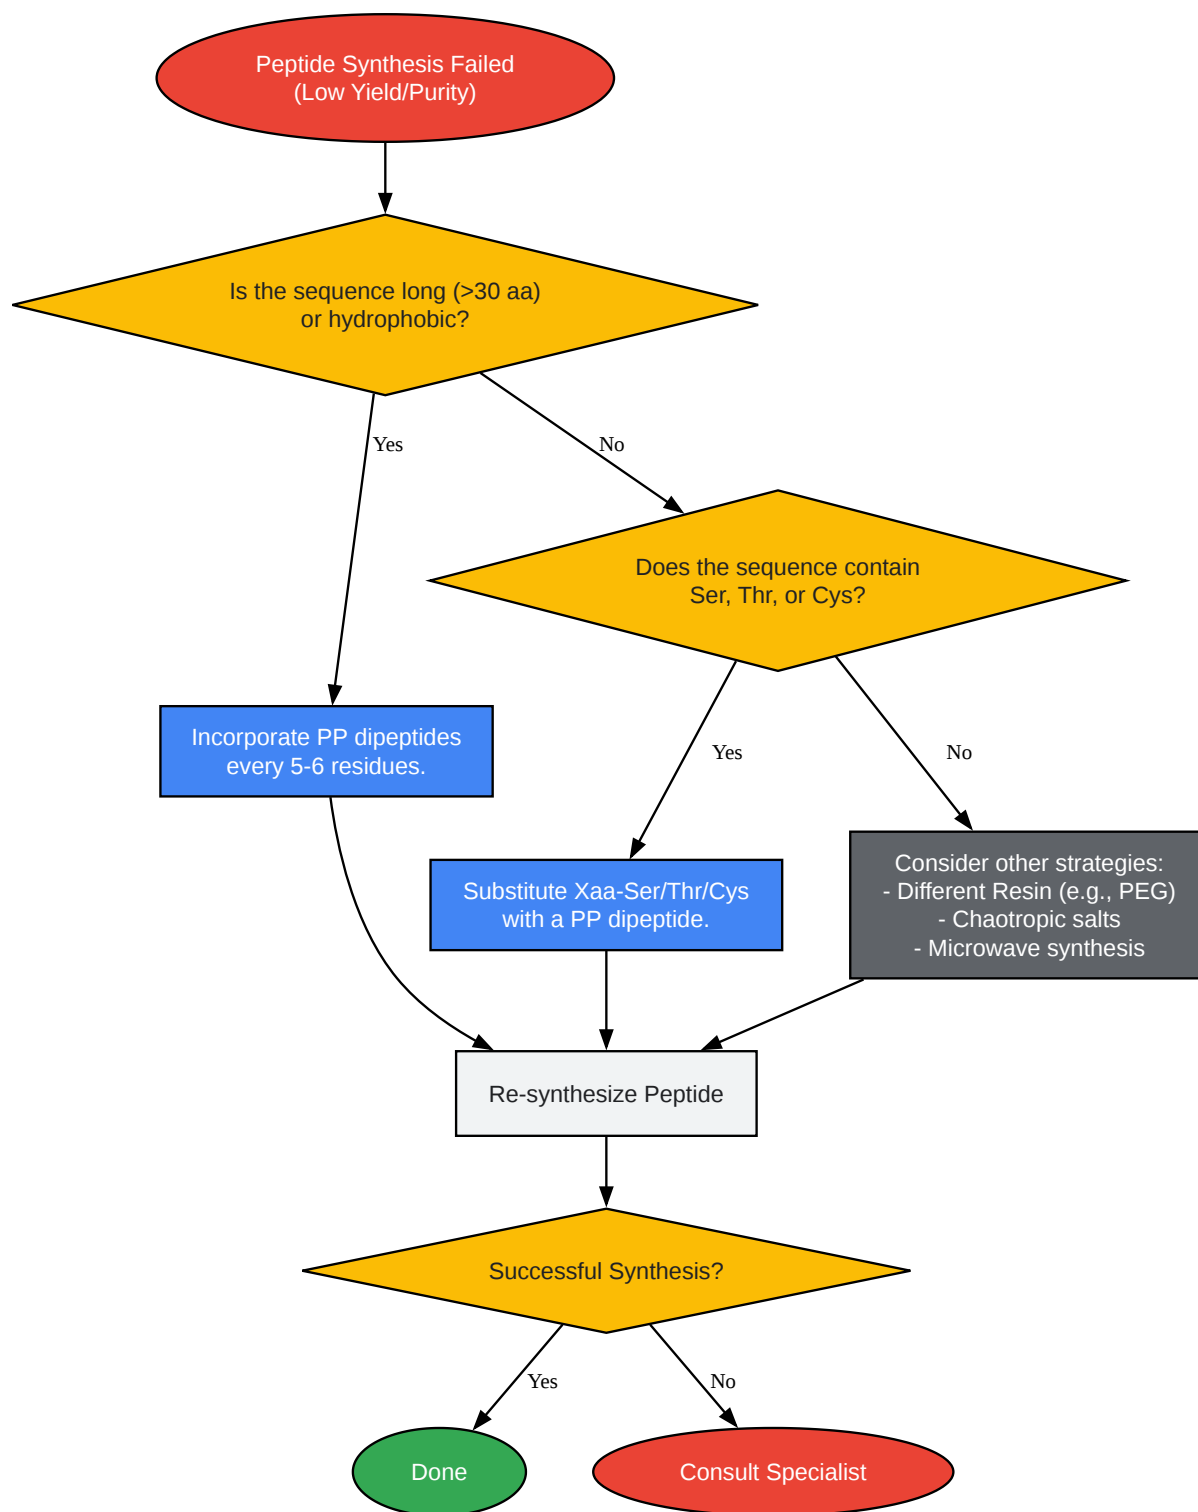 Peptide Synthesis Failed
(Low Yield/Purity)
Is the sequence long (>30 aa)
or hydrophobic?
Yes
No
Does the sequence contain
Ser, Thr, or Cys?
Incorporate PP dipeptides
every 5-6 residues.
Yes
No
Substitute Xaa-Ser/Thr/Cys
with a PP dipeptide.
Consider other strategies:
- Different Resin (e.g., PEG)
- Chaotropic salts
- Microwave synthesis
Re-synthesize Peptide
Successful Synthesis?
Yes
No
Done
Consult Specialist